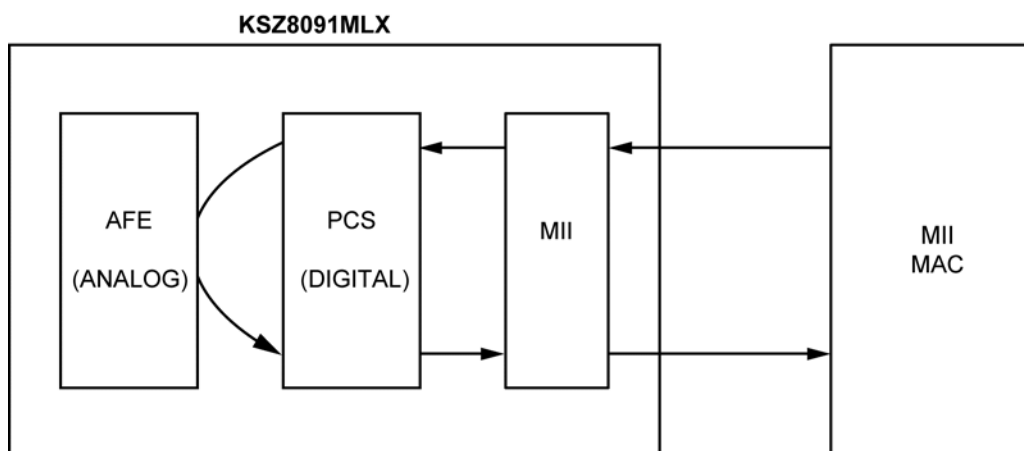 KSZ8091MLX
AFE
(ANALOG)
PCS
(DIGITAL)
MII
MII
MAC